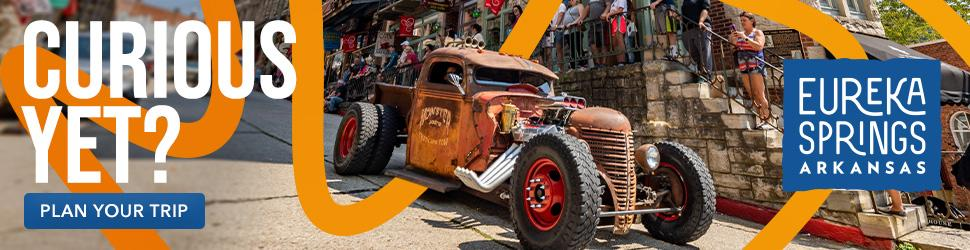 CURIOUS
YET?
PLAN YOUR TRIP
EUREKA
SPRINGS
ARKANSAS